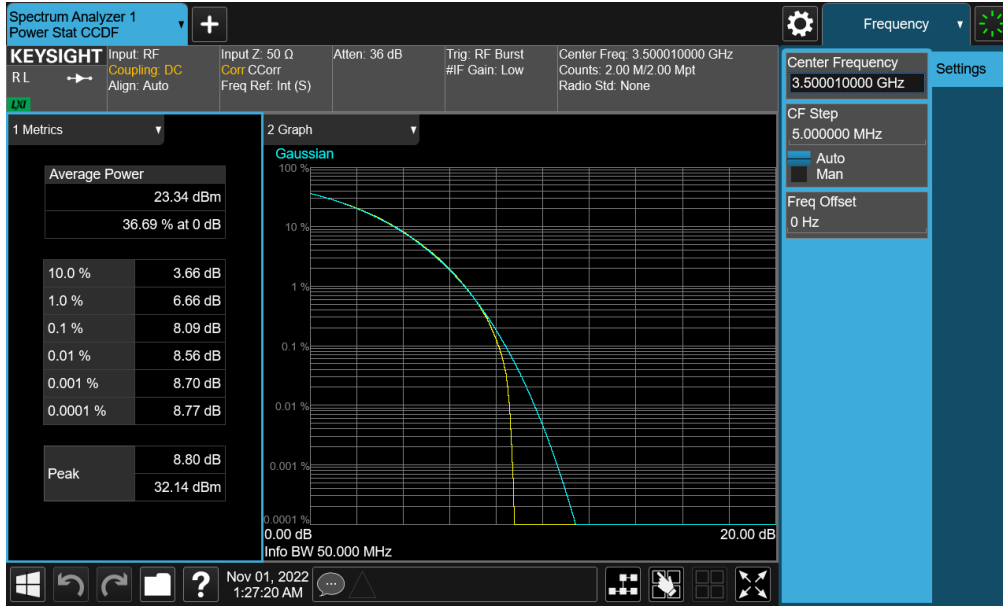 Spectrum Analyzer 1
Power Stat CCDF
Frequency
KEYSIGHT
R L
LXI
Input: RF
Coupling: DC
Align: Auto
Input Z: 50 Ω
Corr CCorr
Freq Ref: Int (S)
Atten: 36 dB
Trig: RF Burst
#IF Gain: Low
Center Freq: 3.500010000 GHz
Counts: 2.00 M/2.00 Mpt
Radio Std: None
Center Frequency
3.500010000 GHz
Settings
CF Step
5.000000 MHz
Auto
Man
Freq Offset
0 Hz
1 Metrics
Average Power
23.34 dBm
36.69 % at 0 dB
10.0 % 3.66 dB
1.0 % 6.66 dB
0.1 % 8.09 dB
0.01 % 8.56 dB
0.001 % 8.70 dB
0.0001 % 8.77 dB
Peak
8.80 dB
32.14 dBm
2 Graph
Gaussian
100 %
10 %
1 %
0.1 %
0.01 %
0.001 %
0.0001 %
0.00 dB 20.00 dB
Info BW 50.000 MHz
?
Nov 01, 2022
1:27:20 AM